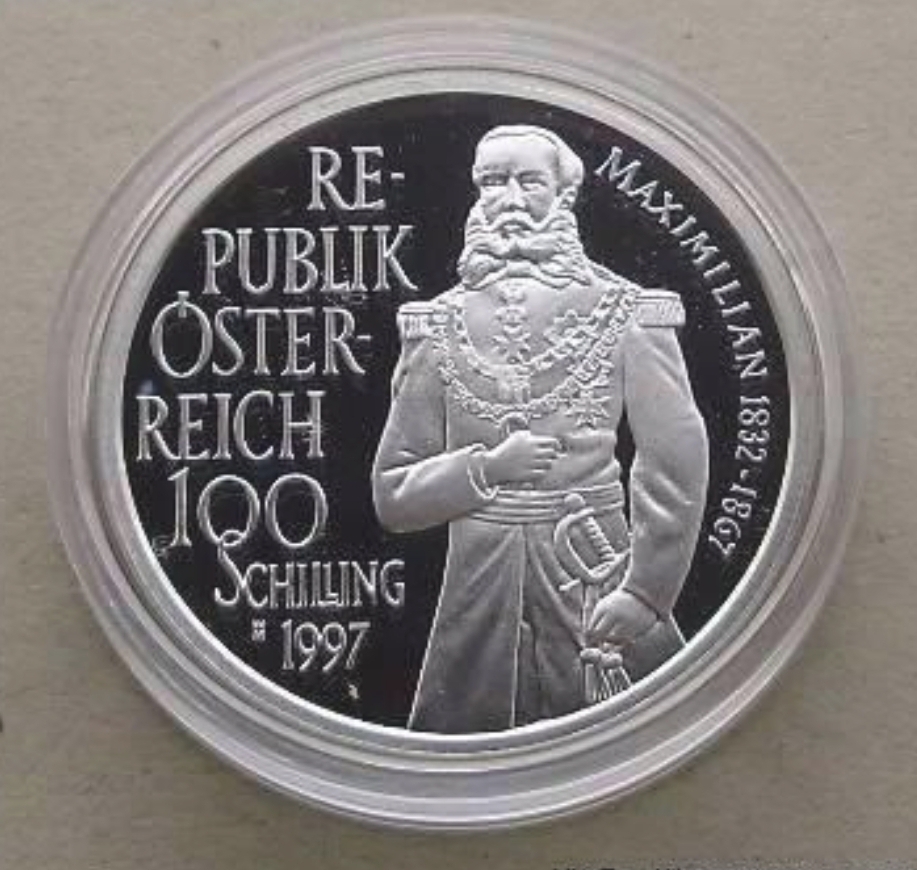 RE-
PUBLIK
ÖSTER-
REICH
100
SCHILLING
1997
MAXIMILIAN 1832-1867